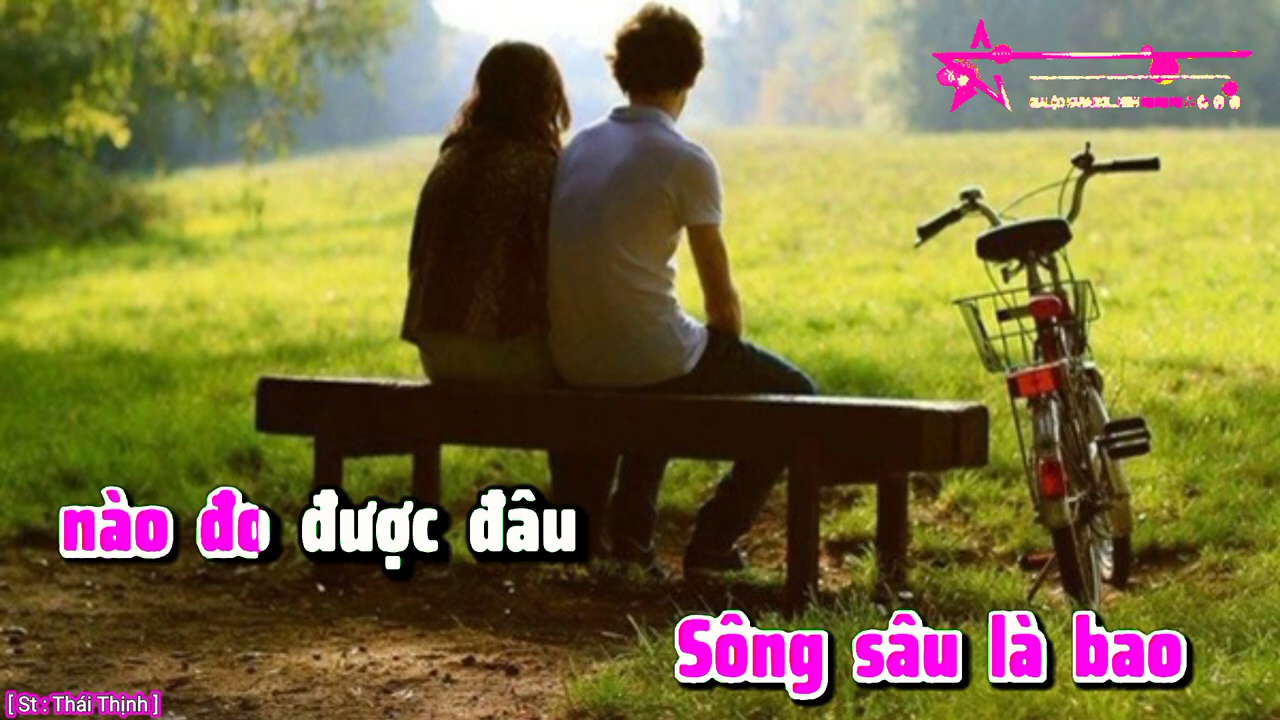 nào đo được đâu
Sông sâu là bao
[ St : Thái Thịnh ]